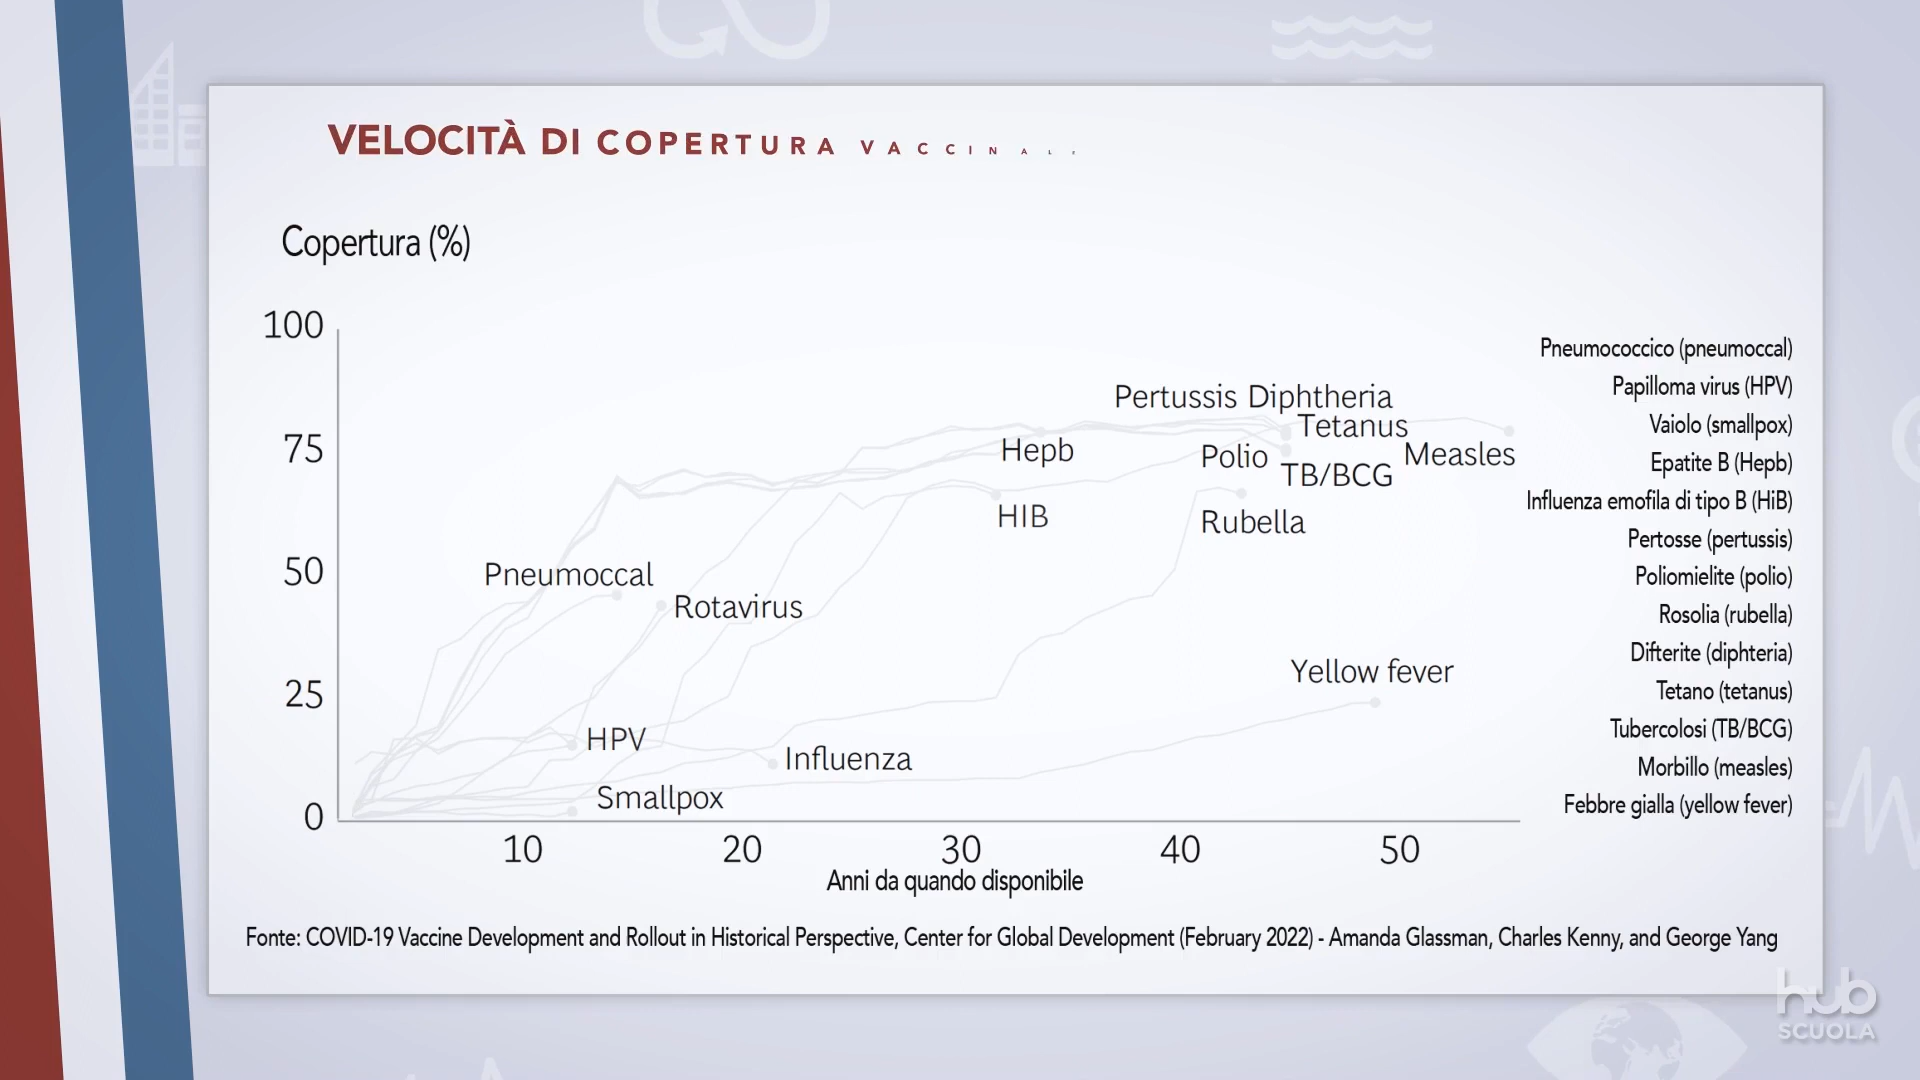 VELOCITÀ DI COPERTURA VACCINALE
Copertura (%)
100
75
50
25
0
Pertussis Diphtheria
Tetanus
Hepb
Polio
Measles
TB/BCG
HIB
Rubella
Pneumoccal
Rotavirus
Yellow fever
HPV
Influenza
Smallpox
10 20 30 40 50
Anni da quando disponibile
Pneumococcico (pneumoccal)
Papilloma virus (HPV)
Vaiolo (smallpox)
Epatite B (Hepb)
Influenza emofila di tipo B (HiB)
Pertosse (pertussis)
Poliomielite (polio)
Rosolia (rubella)
Difterite (diphteria)
Tetano (tetanus)
Tubercolosi (TB/BCG)
Morbillo (measles)
Febbre gialla (yellow fever)
Fonte: COVID-19 Vaccine Development and Rollout in Historical Perspective, Center for Global Development (February 2022) - Amanda Glassman, Charles Kenny, and George Yang
hub
SCUOLA